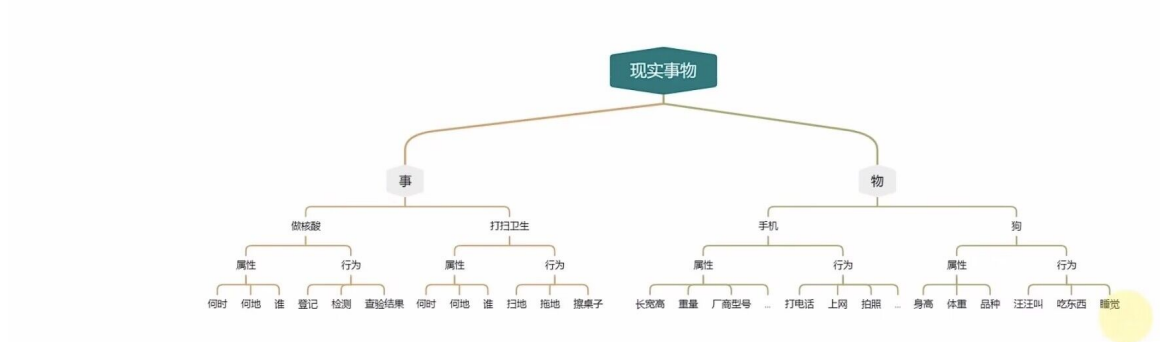 现实事物
事 物
做核酸 打扫卫生 手机 狗
属性 行为 属性 行为 属性 行为 属性 行为
何时 何地 谁 登记 检测 查验结果 何时 何地 谁 扫地 拖地 擦桌子 长宽高 重量 厂商型号 ... 打电话 上网 拍照 ... 身高 体重 品种 汪汪叫 吃东西 睡觉